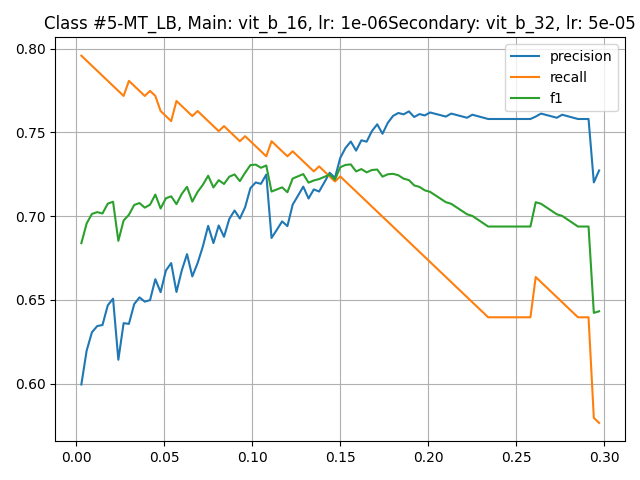 Class #5-MT_LB, Main: vit_b_16, lr: 1e-06Secondary: vit_b_32, lr: 5e-05
precision
recall
f1
0.80
0.75
0.70
0.65
0.60
0.00 0.05 0.10 0.15 0.20 0.25 0.30